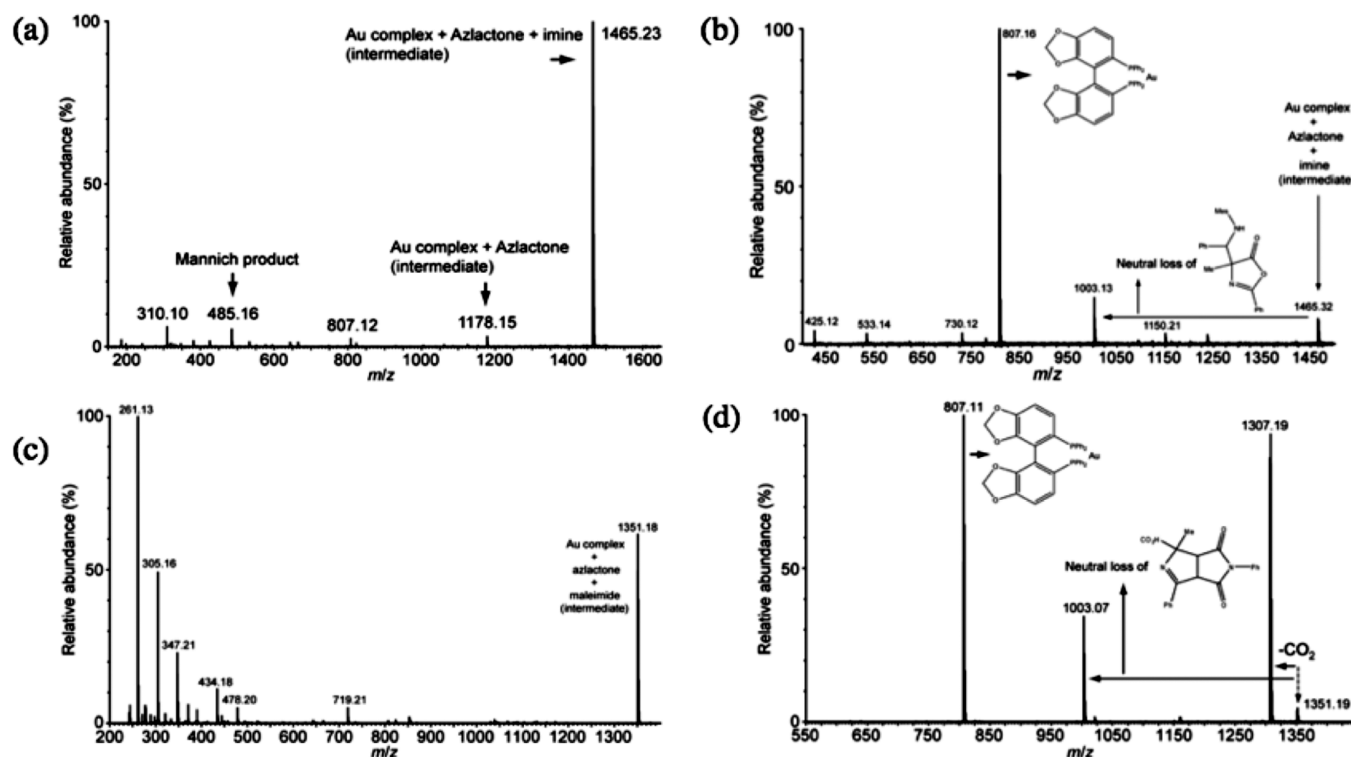 (a)
100
50
0
Relative abundance (%)
Au complex + Azlactone + imine
(intermediate)
1465.23
Au complex + Azlactone
(intermediate)
Mannich product
310.10
485.16
807.12
1178.15
200
400
600
800
1000
1200
1400
1600
m/z
(b)
100
50
0
Relative abundance (%)
807.16
O
O
O
O
PPh2
Au
PPh2
Au complex
+
Azlactone
+
imine
(intermediate
Mes
NH
Ph
O
Me
N
O
Ph
Neutral loss of
1003.13
1465.32
425.12
533.14
730.12
1150.21
450
550
650
750
850
950
1050
1150
1250
1350
1450
m/z
(c)
100
50
0
Relative abundance (%)
261.13
305.16
347.21
434.18
478.20
719.21
1351.18
Au complex
+
azlactone
+
maleimide
(intermediate)
200
300
400
500
600
700
800
900
1000
1100
1200
1300
m/z
(d)
100
50
0
Relative abundance (%)
807.11
O
O
O
O
PPh2
Au
PPh2
1307.19
CO2H
Me
O
N
N
Ph
Ph
O
Neutral loss of
1003.07
-CO2
1351.19
550
650
750
850
950
1050
1150
1250
1350
m/z